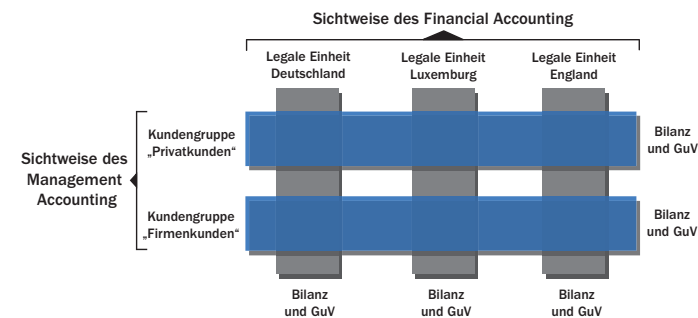 Sichtweise des Financial Accounting
Legale Einheit
Deutschland
Legale Einheit
Luxemburg
Legale Einheit
England
Sichtweise des
Management
Accounting
Kundengruppe
„Privatkunden“
Bilanz
und GuV
Kundengruppe
„Firmenkunden“
Bilanz
und GuV
Bilanz
und GuV
Bilanz
und GuV
Bilanz
und GuV